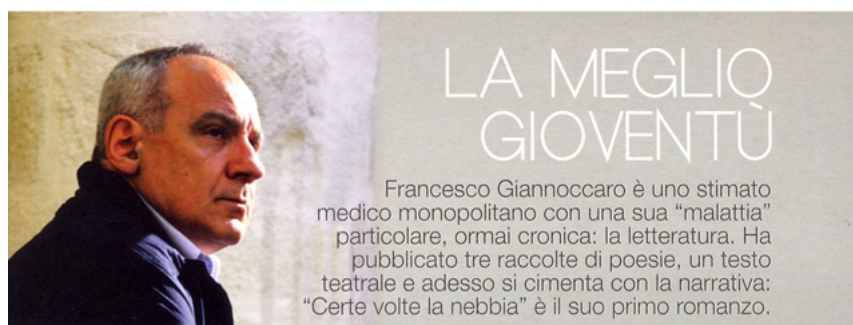 LA MEGLIO
GIOVENTÙ
Francesco Giannoccaro è uno stimato
medico monopolitano con una sua “malattia”
particolare, ormai cronica: la letteratura. Ha
pubblicato tre raccolte di poesie, un testo
teatrale e adesso si cimenta con la narrativa:
“Certe volte la nebbia” è il suo primo romanzo.